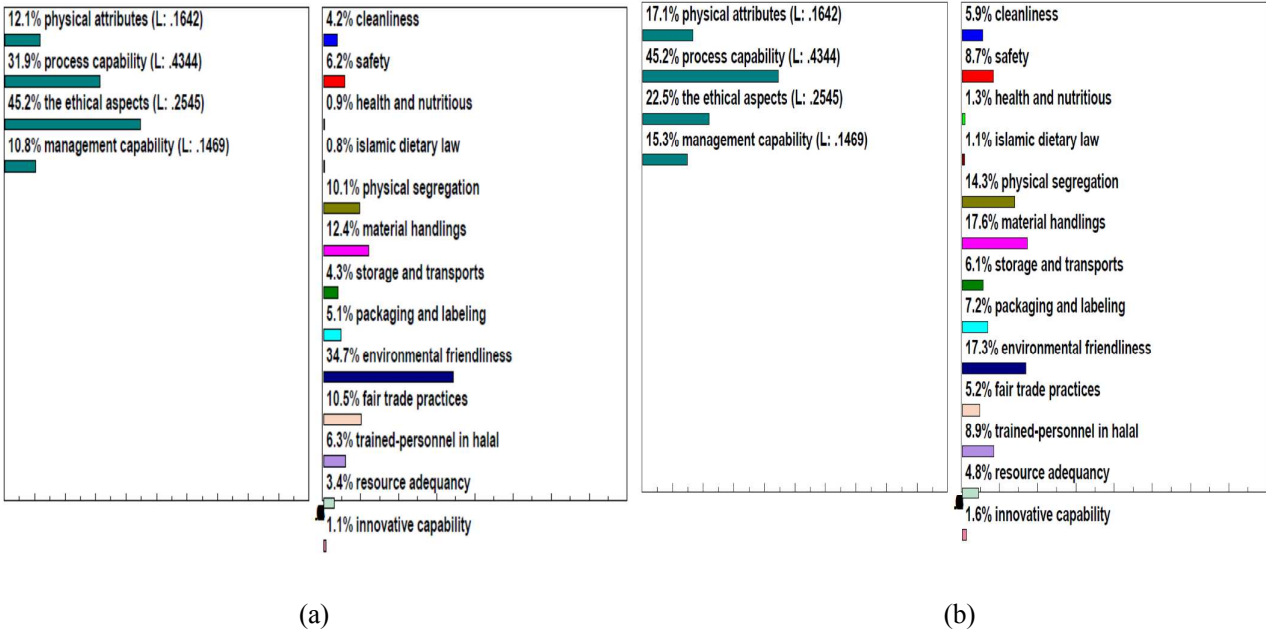 12.1% physical attributes (L: .1642)
31.9% process capability (L: .4344)
45.2% the ethical aspects (L: .2545)
10.8% management capability (L: .1469)
4.2% cleanliness
6.2% safety
0.9% health and nutritious
0.8% islamic dietary law
10.1% physical segregation
12.4% material handlings
4.3% storage and transports
5.1% packaging and labeling
34.7% environmental friendliness
10.5% fair trade practices
6.3% trained-personnel in halal
3.4% resource adequancy
1.1% innovative capability
(a)
17.1% physical attributes (L: .1642)
45.2% process capability (L: .4344)
22.5% the ethical aspects (L: .2545)
15.3% management capability (L: .1469)
5.9% cleanliness
8.7% safety
1.3% health and nutritious
1.1% islamic dietary law
14.3% physical segregation
17.6% material handlings
6.1% storage and transports
7.2% packaging and labeling
17.3% environmental friendliness
5.2% fair trade practices
8.9% trained-personnel in halal
4.8% resource adequancy
1.6% innovative capability
(b)